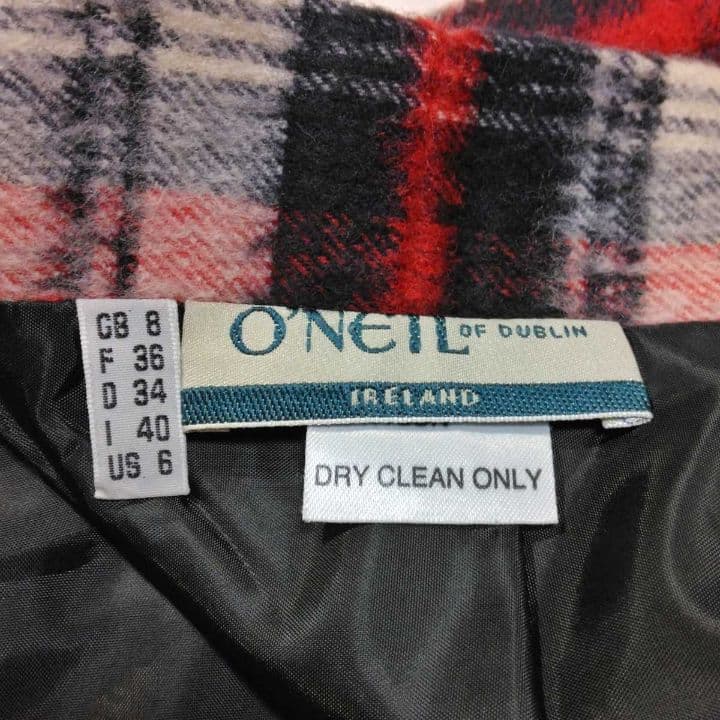 GB 8
F 36
D 34
I 40
US 6
O'NEIL OF DUBLIN
IRELAND
DRY CLEAN ONLY